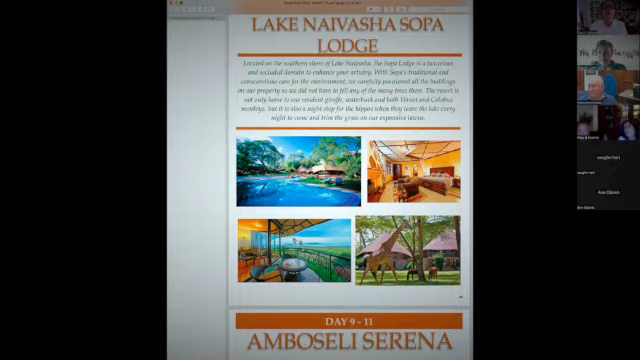 LAKE NAIVASHA SOPA
LODGE
Located on the southern shore of Lake Naivasha, the Sopa Lodge is a luxurious
and secluded domain to enhance your artistry. With Sopa's traditional and
conscientious care for the environment, we carefully positioned all the buildings
on our property so we did not have to fell any of the many trees there. The resort is
not only home to our resident giraffe, waterbuck and both Vervet and Colobus
monkeys, but it is also a night stop for the hippos when they leave the lake every
night to come and trim the grass on our expansive lawns.
DAY 9 - 11
AMBOSELI SERENA